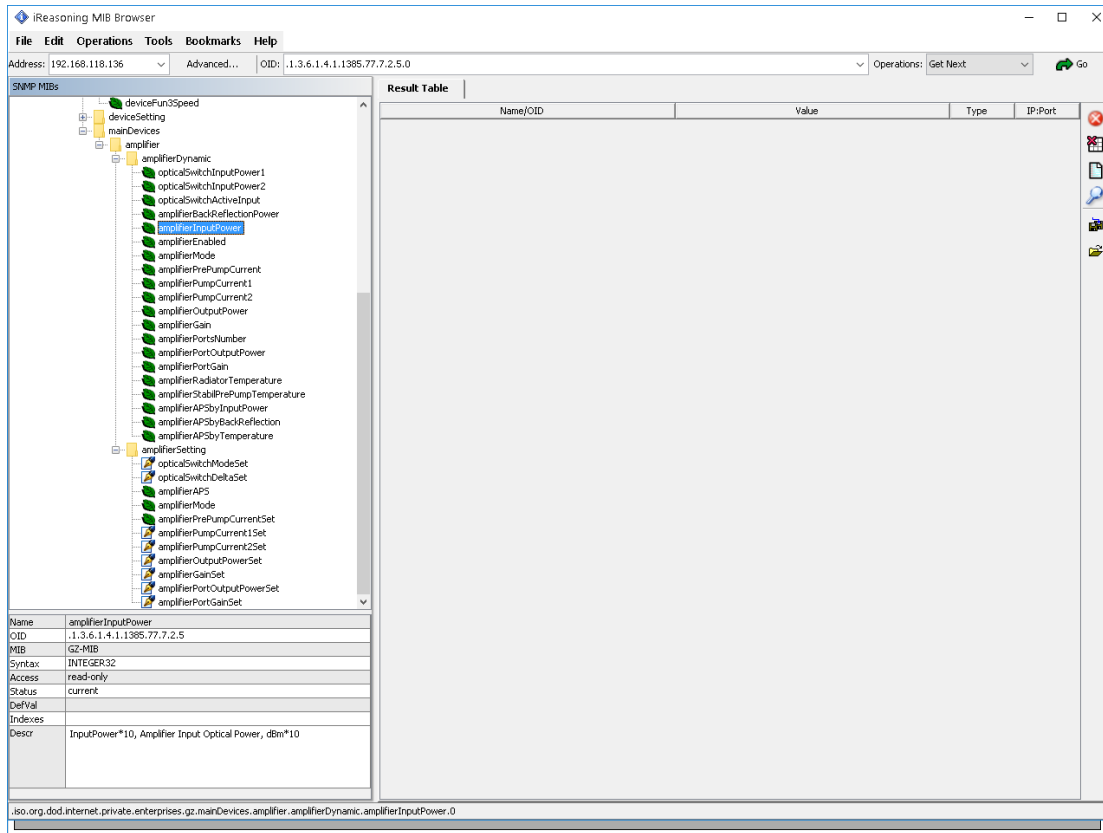 iReasoning MIB Browser
File Edit Operations Tools Bookmarks Help
Address: 192.168.118.136 Advanced... OID: .1.3.6.1.4.1.1385.77.7.2.5.0 Operations: Get Next Go
SNMP MIBs
deviceFun3Speed
deviceSetting
mainDevices
amplifier
amplifierDynamic
opticalSwitchInputPower1
opticalSwitchInputPower2
opticalSwitchActiveInput
amplifierBackReflectionPower
amplifierInputPower
amplifierEnabled
amplifierMode
amplifierPrePumpCurrent
amplifierPumpCurrent1
amplifierPumpCurrent2
amplifierOutputPower
amplifierGain
amplifierPortsNumber
amplifierPortOutputPower
amplifierPortGain
amplifierRadiatorTemperature
amplifierStabilPrePumpTemperature
amplifierAPSbyInputPower
amplifierAPSbyBackReflection
amplifierAPSbyTemperature
amplifierSetting
opticalSwitchModeSet
opticalSwitchDeltaSet
amplifierAPS
amplifierMode
amplifierPrePumpCurrentSet
amplifierPumpCurrent1Set
amplifierPumpCurrent2Set
amplifierOutputPowerSet
amplifierGainSet
amplifierPortOutputPowerSet
amplifierPortGainSet
Name amplifierInputPower
OID .1.3.6.1.4.1.1385.77.7.2.5
MIB GZ-MIB
Syntax INTEGER32
Access read-only
Status current
DefVal
Indexes
Descr InputPower*10, Amplifier Input Optical Power, dBm*10
Result Table
Name/OID Value Type IP:Port
.iso.org.dod.internet.private.enterprises.gz.mainDevices.amplifier.amplifierDynamic.amplifierInputPower.0